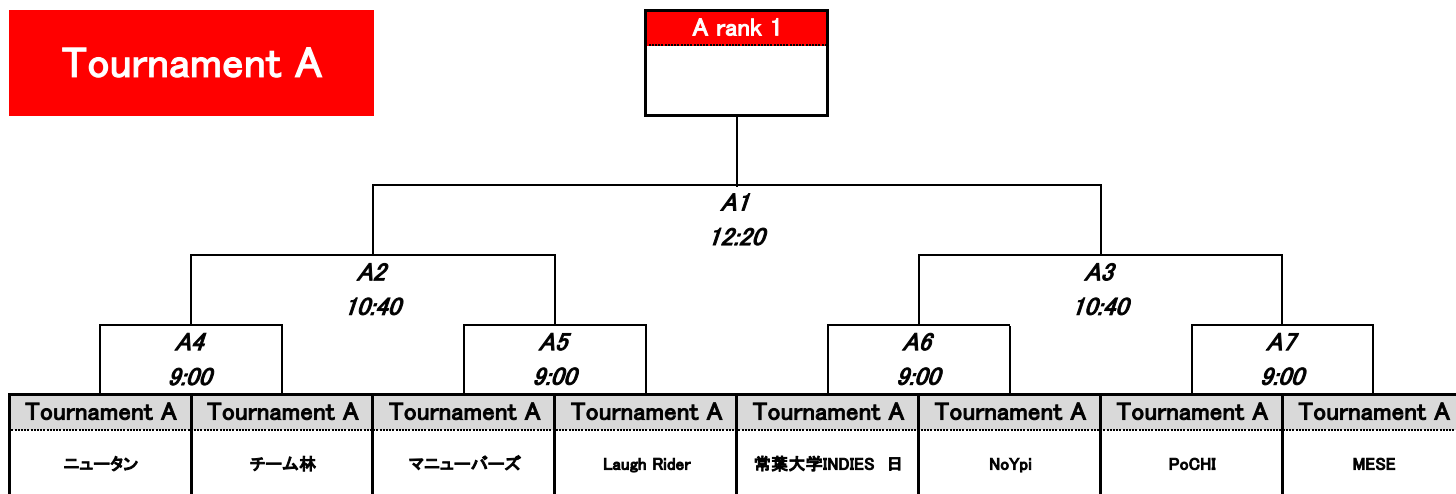 Tournament A
A rank 1
A1
12:20
A2
A3
10:40
10:40
A4
A5
A6
A7
9:00
9:00
9:00
9:00
Tournament A Tournament A Tournament A Tournament A Tournament A Tournament A Tournament A Tournament A
ニュータン チーム林 マニューバーズ Laugh Rider 常葉大学INDIES 日 NoYpi PoCHI MESE